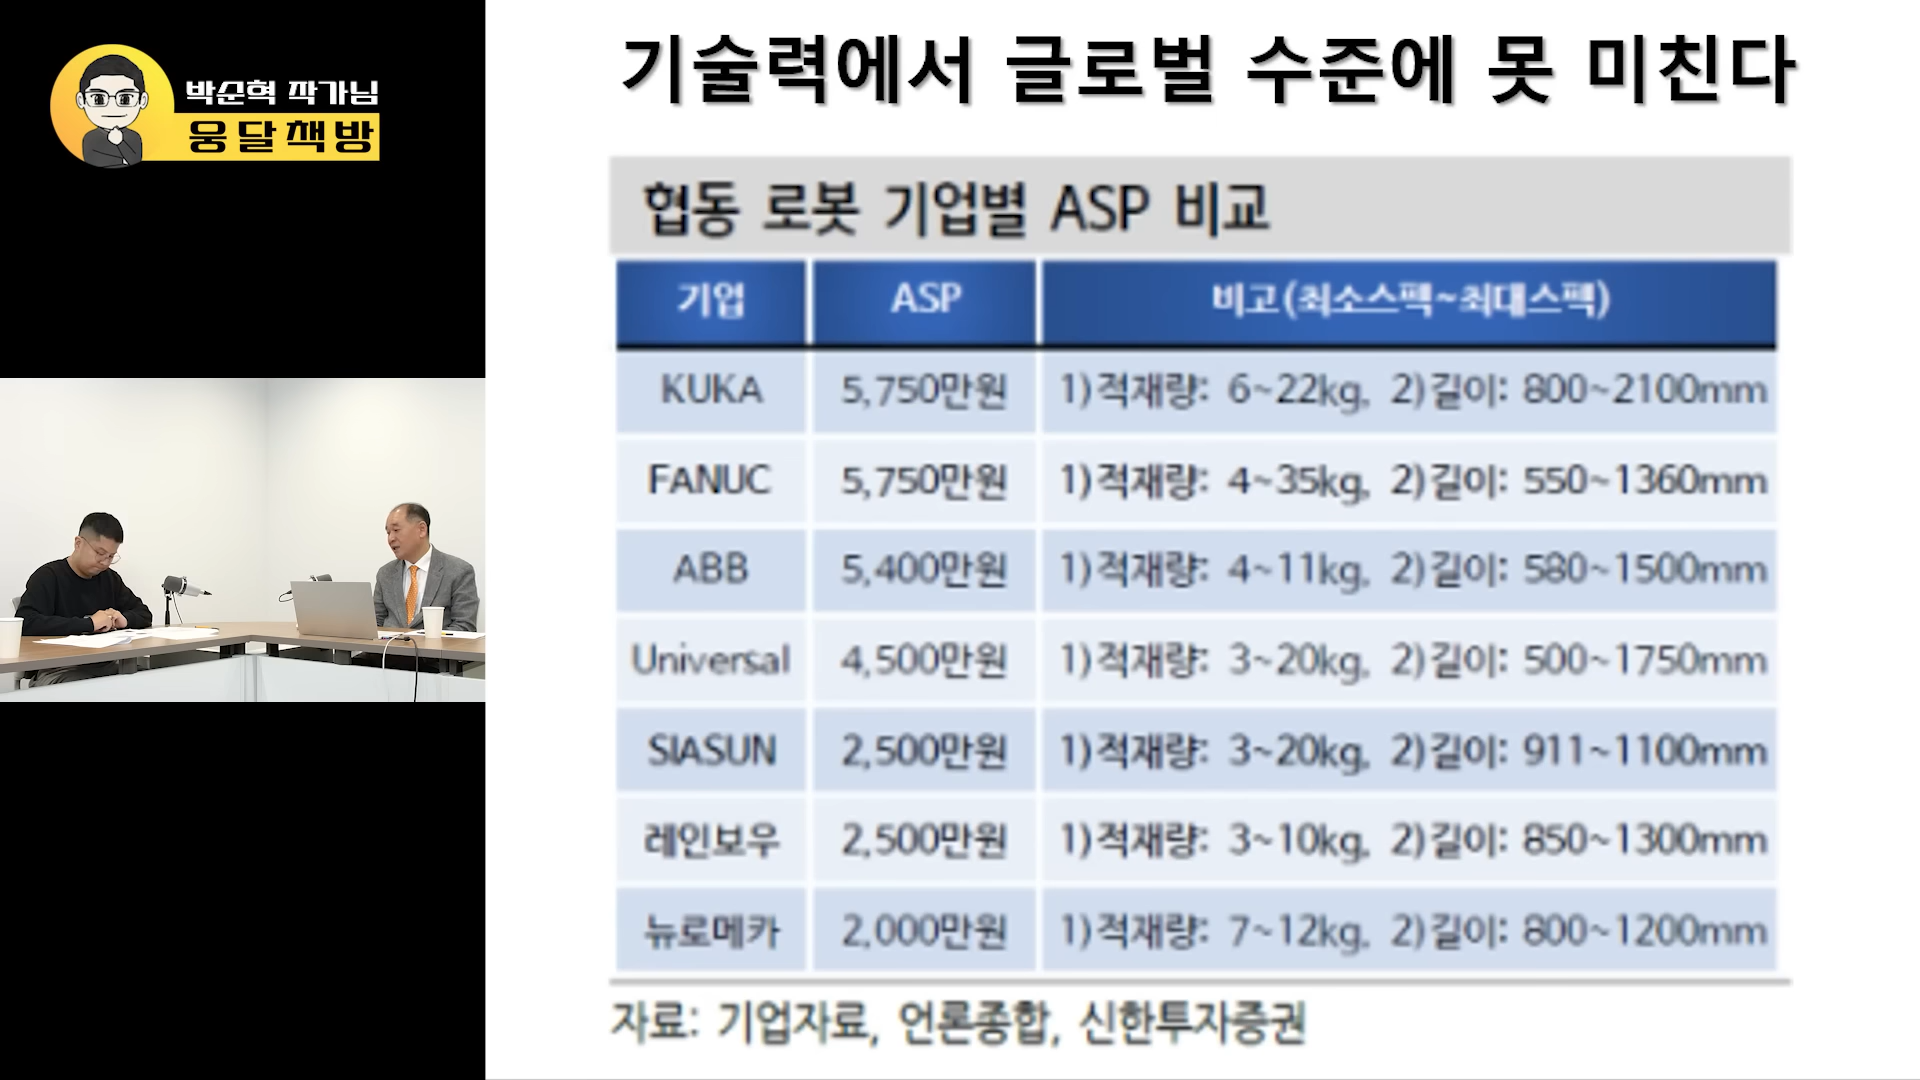 박순혁 작가님
웅달책방
기술력에서 글로벌 수준에 못 미친다
협동 로봇 기업별 ASP 비교
기업 ASP 비고(최소스펙~최대스펙)
KUKA 5,750만원 1)적재량: 6~22kg, 2)길이: 800~2100mm
FANUC 5,750만원 1)적재량: 4~35kg, 2)길이: 550~1360mm
ABB 5,400만원 1)적재량: 4~11kg, 2)길이: 580~1500mm
Universal 4,500만원 1)적재량: 3~20kg, 2)길이: 500~1750mm
SIASUN 2,500만원 1)적재량: 3~20kg, 2)길이: 911~1100mm
레인보우 2,500만원 1)적재량: 3~10kg, 2)길이: 850~1300mm
뉴로메카 2,000만원 1)적재량: 7~12kg, 2)길이: 800~1200mm
자료: 기업자료, 언론종합, 신한투자증권